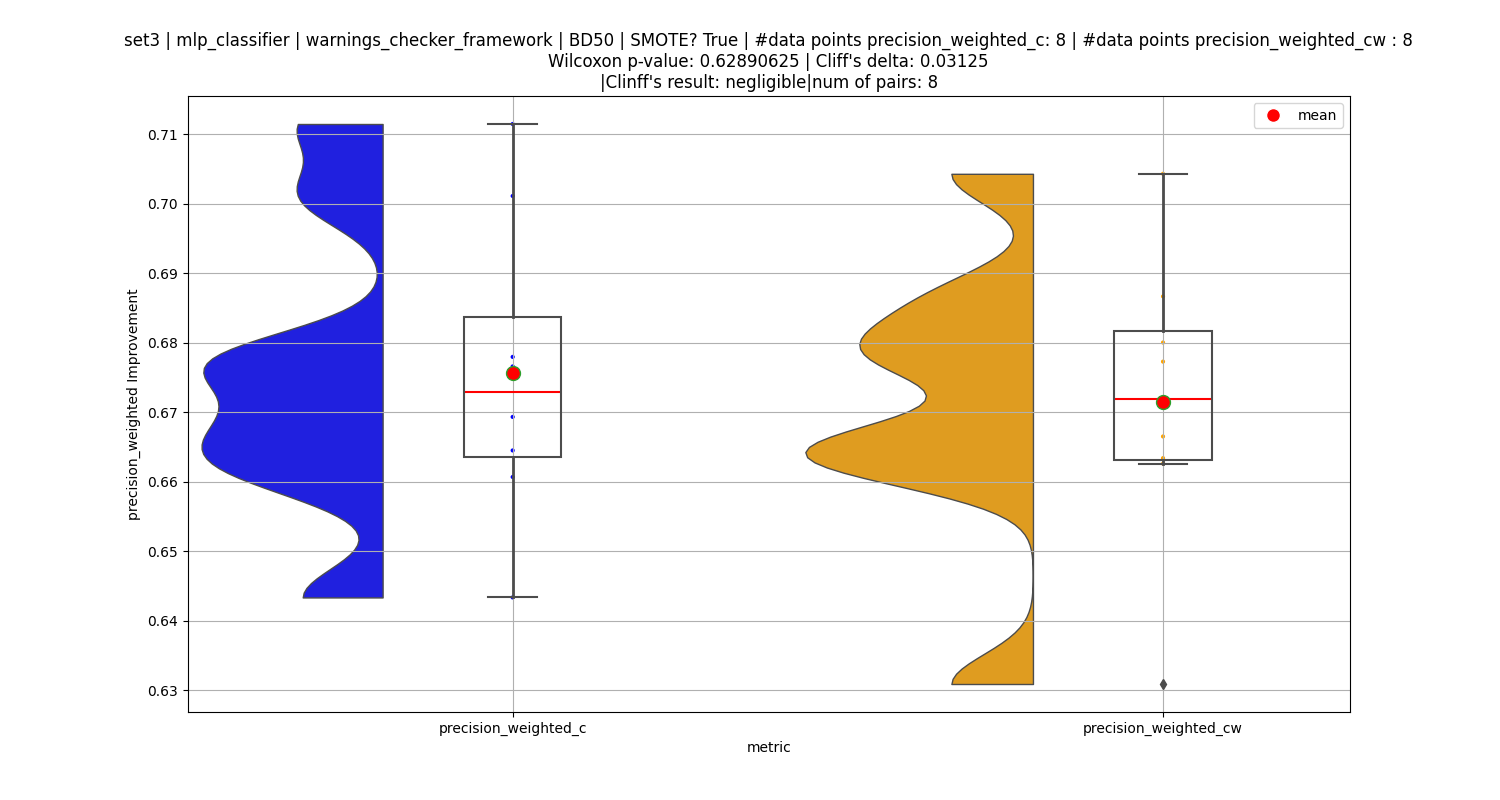 set3 | mlp_classifier | warnings_checker_framework | BD50 | SMOTE? True | #data points precision_weighted_c: 8 | #data points precision_weighted_cw : 8
Wilcoxon p-value: 0.62890625 | Cliff's delta: 0.03125
|Clinff's result: negligible|num of pairs: 8
mean
0.71
0.70
0.69
0.68
0.67
0.66
0.65
0.64
0.63
precision_weighted Improvement
precision_weighted_c
precision_weighted_cw
metric